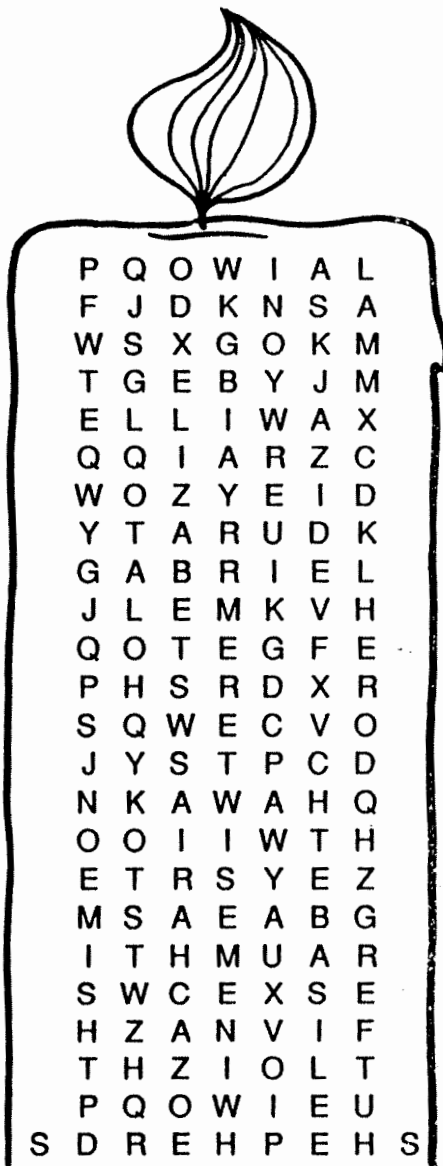 P Q O W I A L
F J D K N S A
W S X G O K M
T G E B Y J M
E L L I W A X
Q Q I A R Z C
W O Z Y E I D
Y T A R U D K
G A B R I E L
J L E M K V H
Q O T E G F E
P H S R D X R
S Q W E C V O
J Y S T P C D
N K A W A H Q
O O I I W T H
E T R S Y E Z
M S A E A B G
I T H M U A R
S W C E X S E
H Z A N V I F
T H Z I O L T
P Q O W I E U
S D R E H P E H S